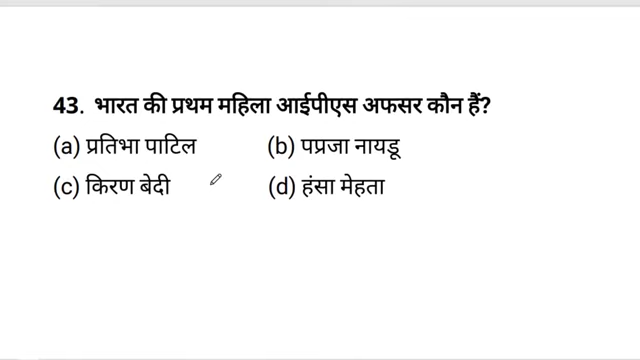 43. भारत की प्रथम महिला आईपीएस अफसर कौन हैं?
(a) प्रतिभा पाटिल (b) पप्रजा नायडू
(c) किरण बेदी (d) हंसा मेहता